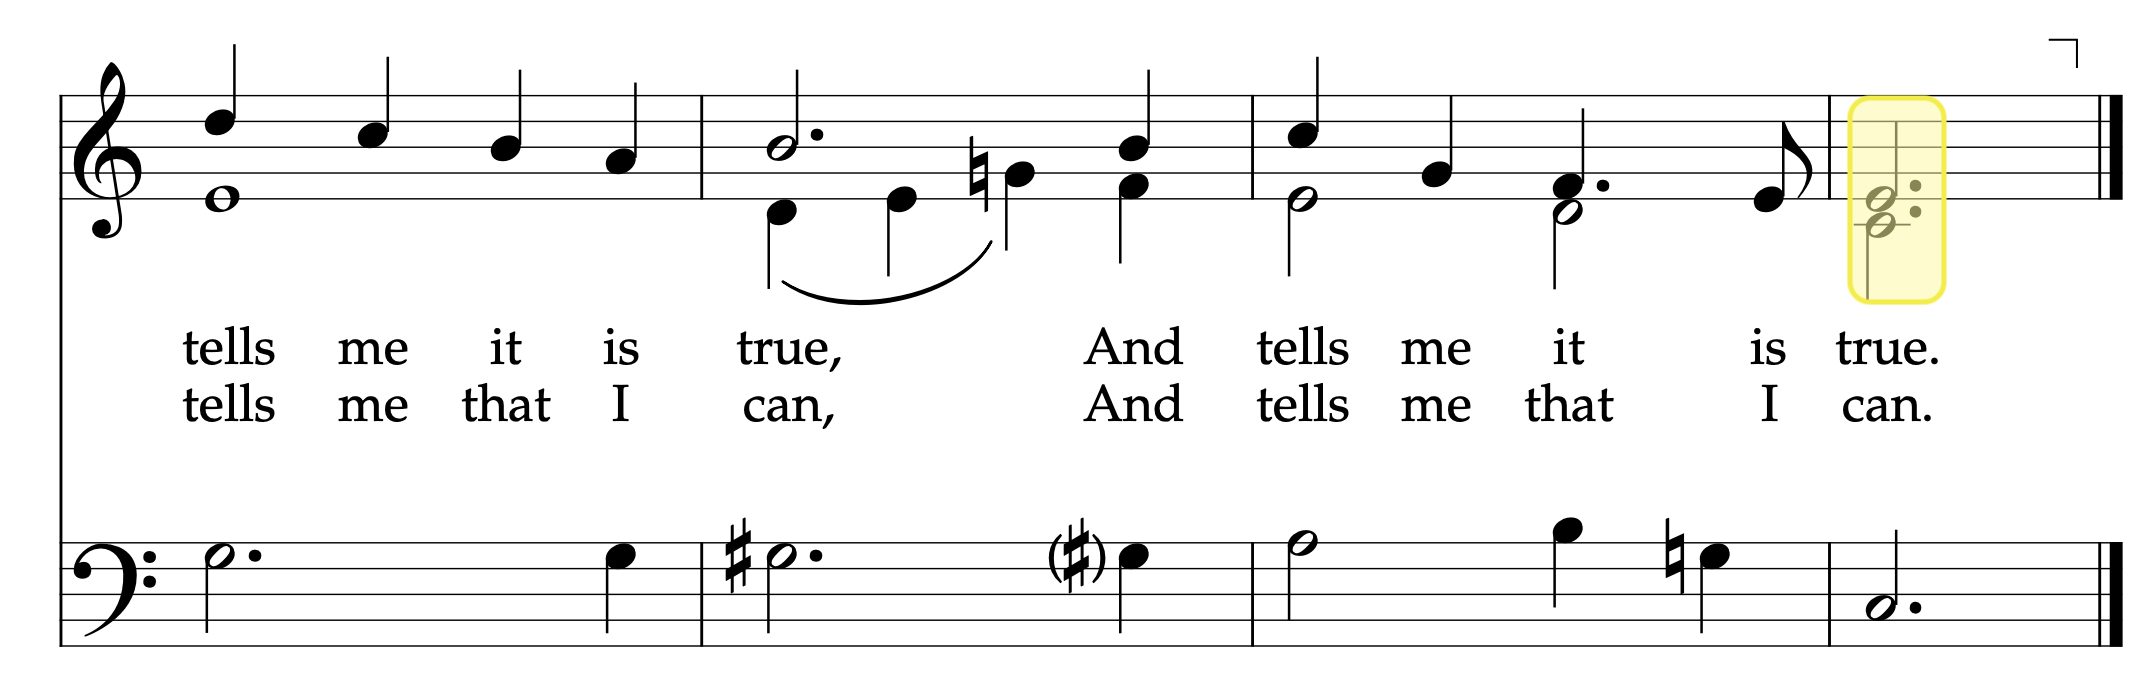 tells me it is true, And tells me it is true.
tells me that I can, And tells me that I can.